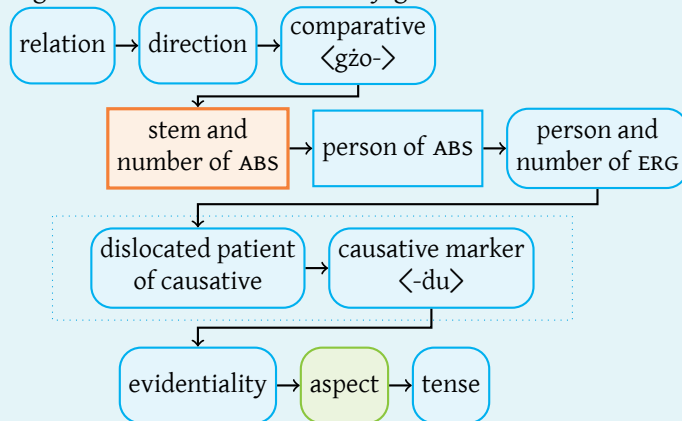 relation direction comparative
⟨gżo-⟩
stem and
number of ABS
person of ABS
person and
number of ERG
dislocated patient
of causative
causative marker
⟨-du⟩
evidentiality aspect tense